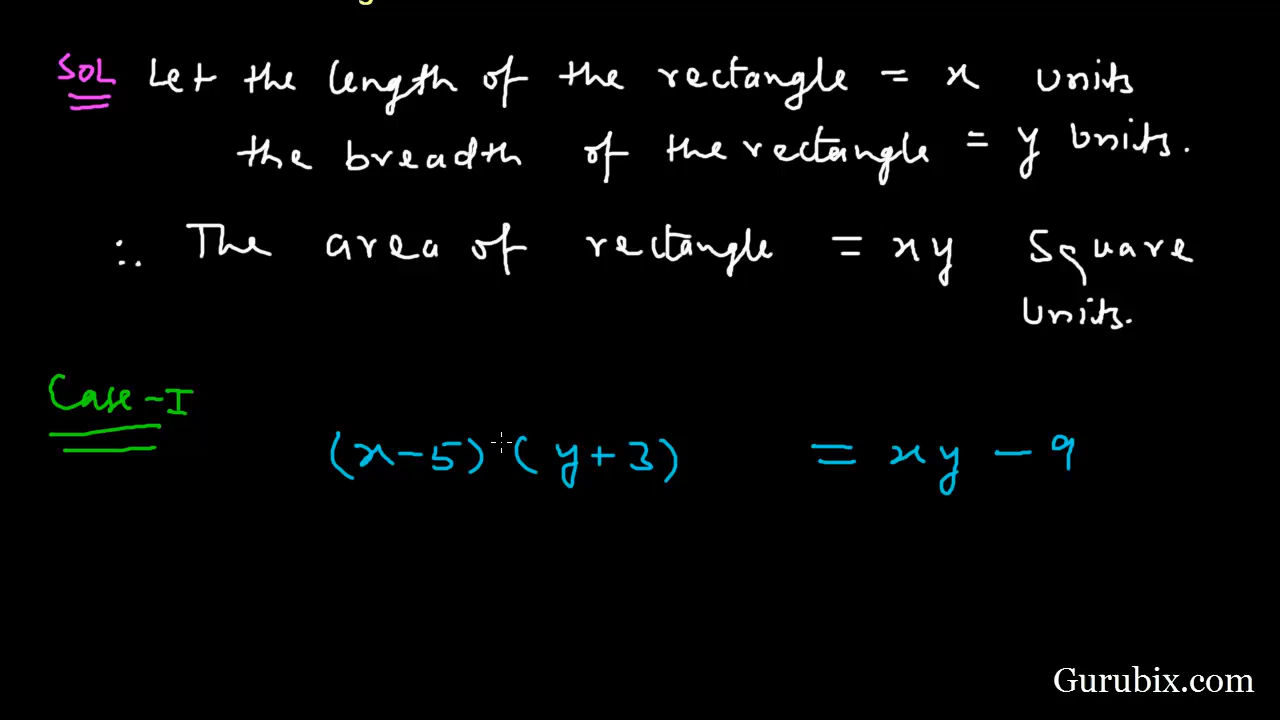 SOL Let the length of the rectangle = x units
the breadth of the rectangle = y units.
∴ The area of rectangle = xy square
units.
Case-I
(x-5) (y+3) = xy - 9
Gurubix.com